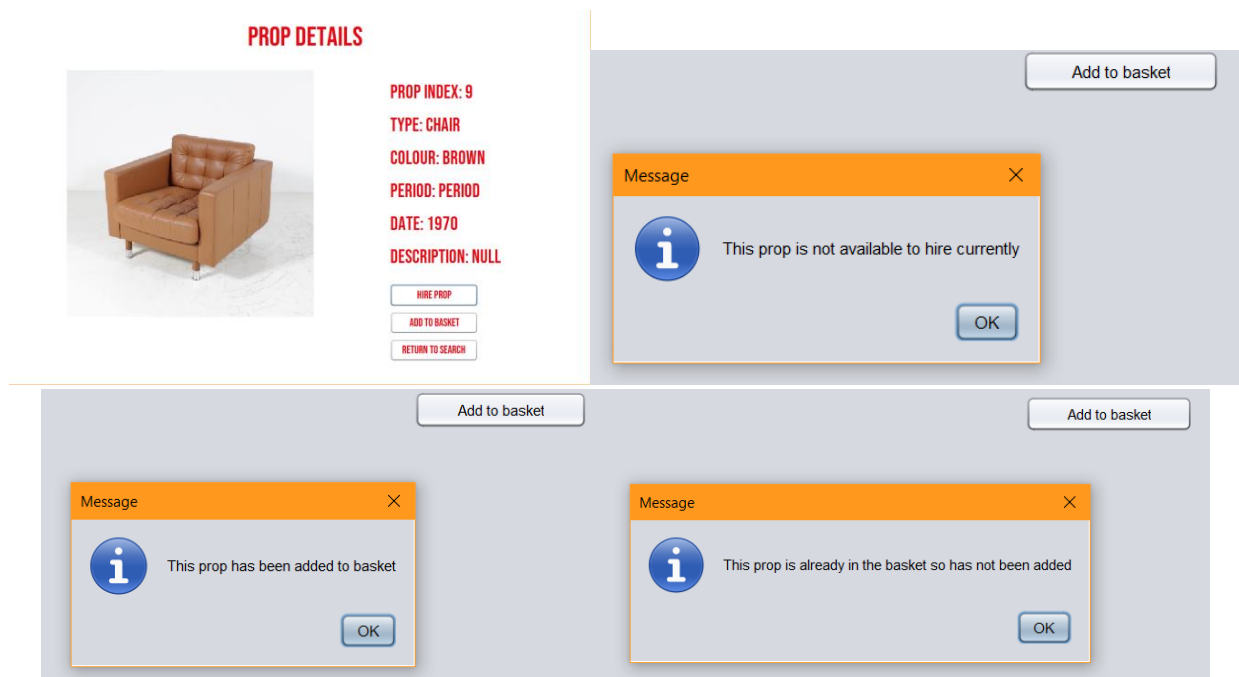 PROP DETAILS
PROP INDEX: 9
TYPE: CHAIR
COLOUR: BROWN
PERIOD: PERIOD
DATE: 1970
DESCRIPTION: NULL
HIRE PROP
ADD TO BASKET
RETURN TO SEARCH
Add to basket
Message
This prop is not available to hire currently
OK
Add to basket
Message
This prop has been added to basket
OK
Add to basket
Message
This prop is already in the basket so has not been added
OK